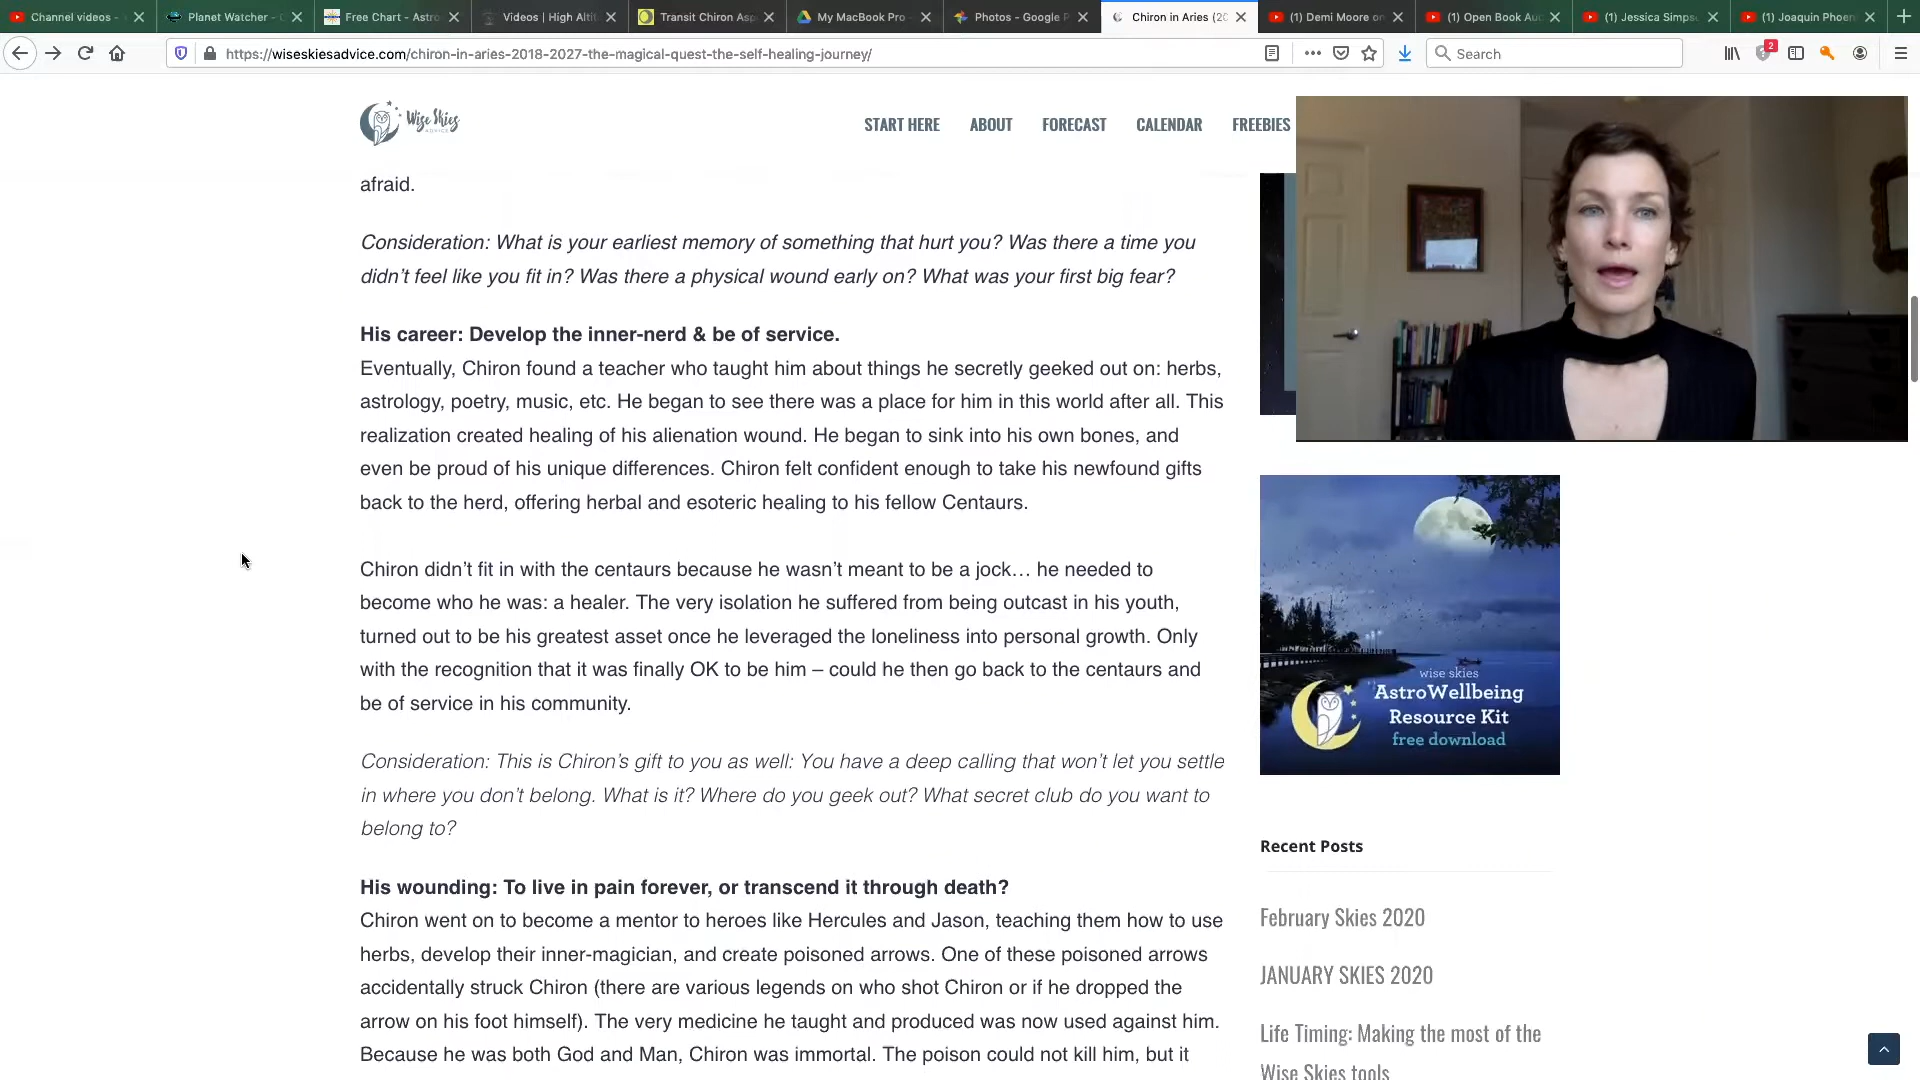 Channel videos -
Planet Watcher -
Free Chart - Astro
Videos | High Alti
Transit Chiron Asp
My MacBook Pro -
Photos - Google P
Chiron in Aries (20
(1) Demi Moore on
(1) Open Book Au
(1) Jessica Simps
(1) Joaquin Phoen
https://wiseskiesadvice.com/chiron-in-aries-2018-2027-the-magical-quest-the-self-healing-journey/
Search
2
Wise Skies
ADVICE
START HERE ABOUT FORECAST CALENDAR FREEBIES
afraid.
Consideration: What is your earliest memory of something that hurt you? Was there a time you
didn’t feel like you fit in? Was there a physical wound early on? What was your first big fear?
His career: Develop the inner-nerd & be of service.
Eventually, Chiron found a teacher who taught him about things he secretly geeked out on: herbs,
astrology, poetry, music, etc. He began to see there was a place for him in this world after all. This
realization created healing of his alienation wound. He began to sink into his own bones, and
even be proud of his unique differences. Chiron felt confident enough to take his newfound gifts
back to the herd, offering herbal and esoteric healing to his fellow Centaurs.
Chiron didn’t fit in with the centaurs because he wasn’t meant to be a jock… he needed to
become who he was: a healer. The very isolation he suffered from being outcast in his youth,
turned out to be his greatest asset once he leveraged the loneliness into personal growth. Only
with the recognition that it was finally OK to be him – could he then go back to the centaurs and
be of service in his community.
Consideration: This is Chiron’s gift to you as well: You have a deep calling that won’t let you settle
in where you don’t belong. What is it? Where do you geek out? What secret club do you want to
belong to?
His wounding: To live in pain forever, or transcend it through death?
Chiron went on to become a mentor to heroes like Hercules and Jason, teaching them how to use
herbs, develop their inner-magician, and create poisoned arrows. One of these poisoned arrows
accidentally struck Chiron (there are various legends on who shot Chiron or if he dropped the
arrow on his foot himself). The very medicine he taught and produced was now used against him.
Because he was both God and Man, Chiron was immortal. The poison could not kill him, but it
wise skies
AstroWellbeing
Resource Kit
free download
Recent Posts
February Skies 2020
JANUARY SKIES 2020
Life Timing: Making the most of the
Wise Skies tools